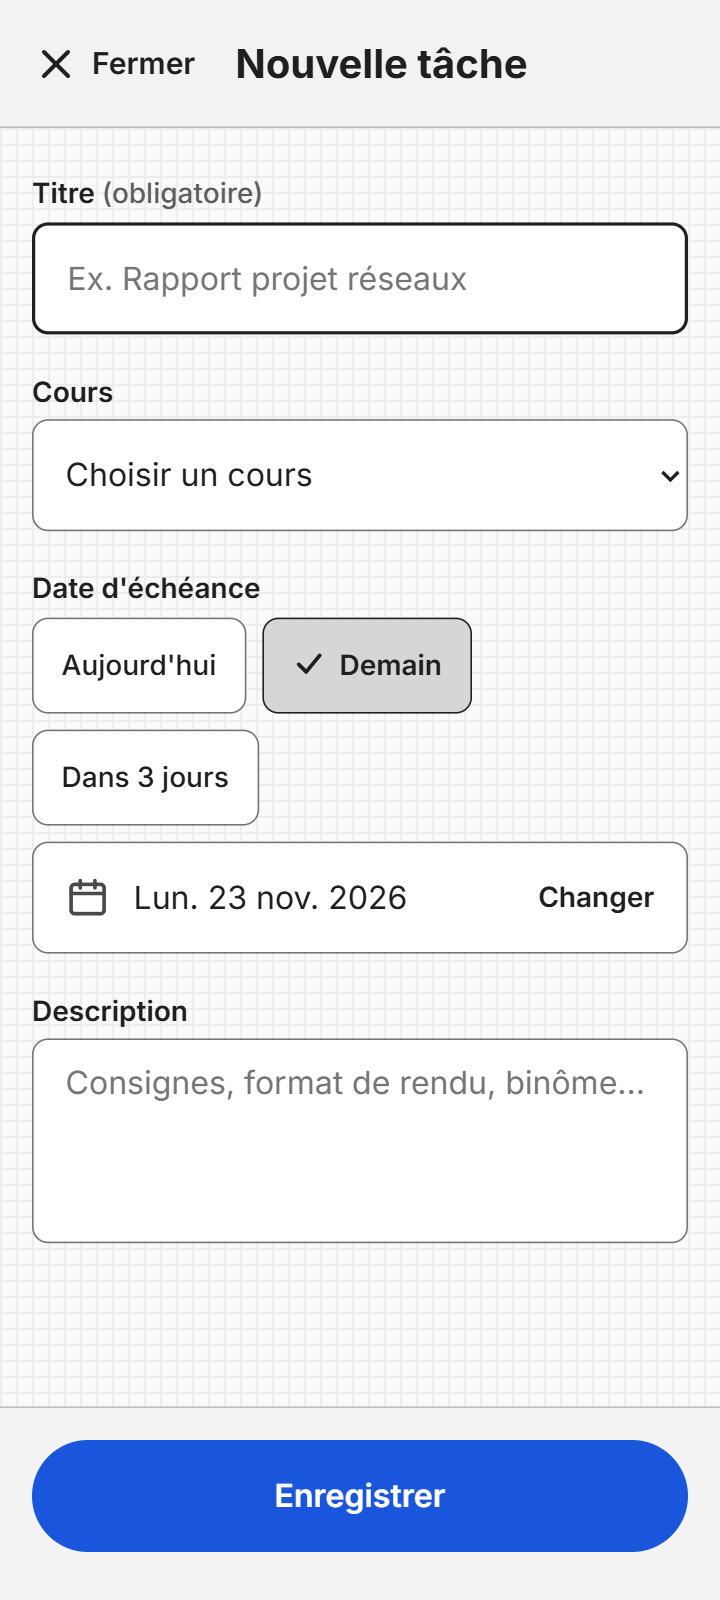 Fermer Nouvelle tâche
Titre (obligatoire)
Ex. Rapport projet réseaux
Cours
Choisir un cours
Date d'échéance
Aujourd'hui Demain
Dans 3 jours
Lun. 23 nov. 2026 Changer
Description
Consignes, format de rendu, binôme...
Enregistrer